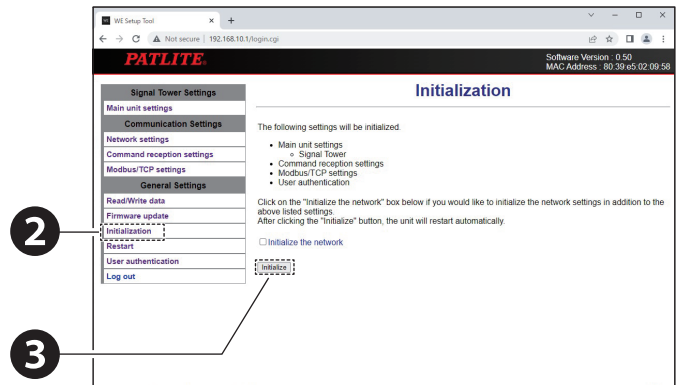 WE Setup Tool
Not secure | 192.168.10.1/login.cgi
PATLITE®
Software Version : 0.50
MAC Address : 80:39:e5:02:09:58
Signal Tower Settings
Main unit settings
Communication Settings
Network settings
Command reception settings
Modbus/TCP settings
General Settings
Read/Write data
Firmware update
Initialization
Restart
User authentication
Log out
Initialization
The following settings will be initialized.
Main unit settings
Signal Tower
Command reception settings
Modbus/TCP settings
User authentication
Click on the "Initialize the network" box below if you would like to initialize the network settings in addition to the
above listed settings.
After clicking the "Initialize" button, the unit will restart automatically.
Initialize the network
Initialize
2
3